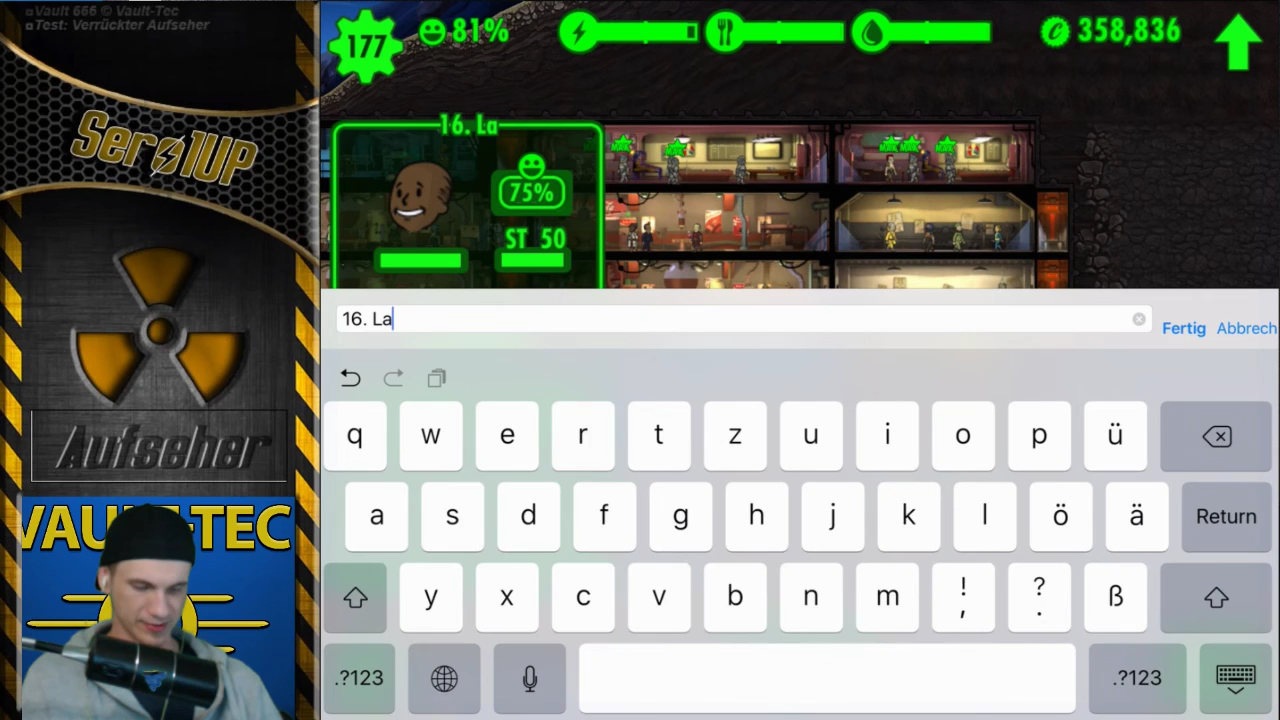 Vault 666 © Vault-Tec
Test: Verrückter Aufseher
Sero1UP
Aufseher
VAULT-TEC
177
81%
358,836
16. La
75%
ST 50
16. La
Fertig Abbrech
q w e r t z u i o p ü
a s d f g h j k l ö ä Return
y x c v b n m ! , ? . ß
.?123 .?123